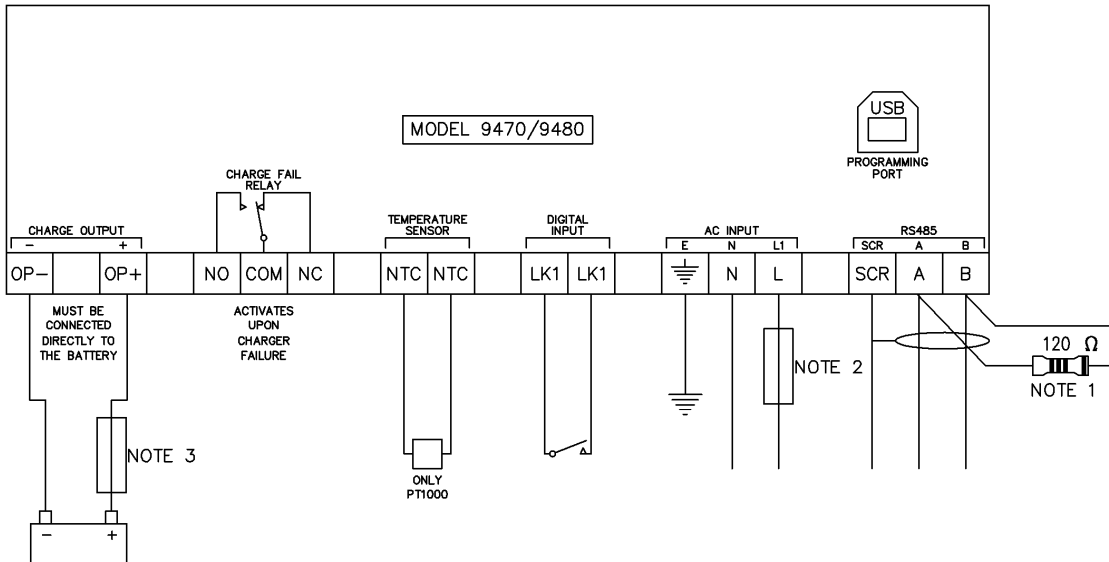 MODEL 9470/9480
USB
PROGRAMMING
PORT
CHARGE FAIL
RELAY
CHARGE OUTPUT
- +
TEMPERATURE
SENSOR
DIGITAL
INPUT
AC INPUT
E N L1
RS485
SCR A B
OP- OP+ NO COM NC NTC NTC LK1 LK1 N L SCR A B
MUST BE
CONNECTED
DIRECTLY TO
THE BATTERY
ACTIVATES
UPON
CHARGER
FAILURE
NOTE 2
120 Ω
NOTE 1
NOTE 3
ONLY
PT1000
- +